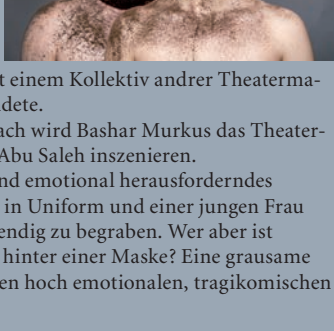 t einem Kollektiv andrer Theaterma-
dete.
ach wird Bashar Murkus das Theater-
Abu Saleh inszenieren.
nd emotional herausforderndes
in Uniform und einer jungen Frau
endig zu begraben. Wer aber ist
hinter einer Maske? Eine grausame
en hoch emotionalen, tragikomischen